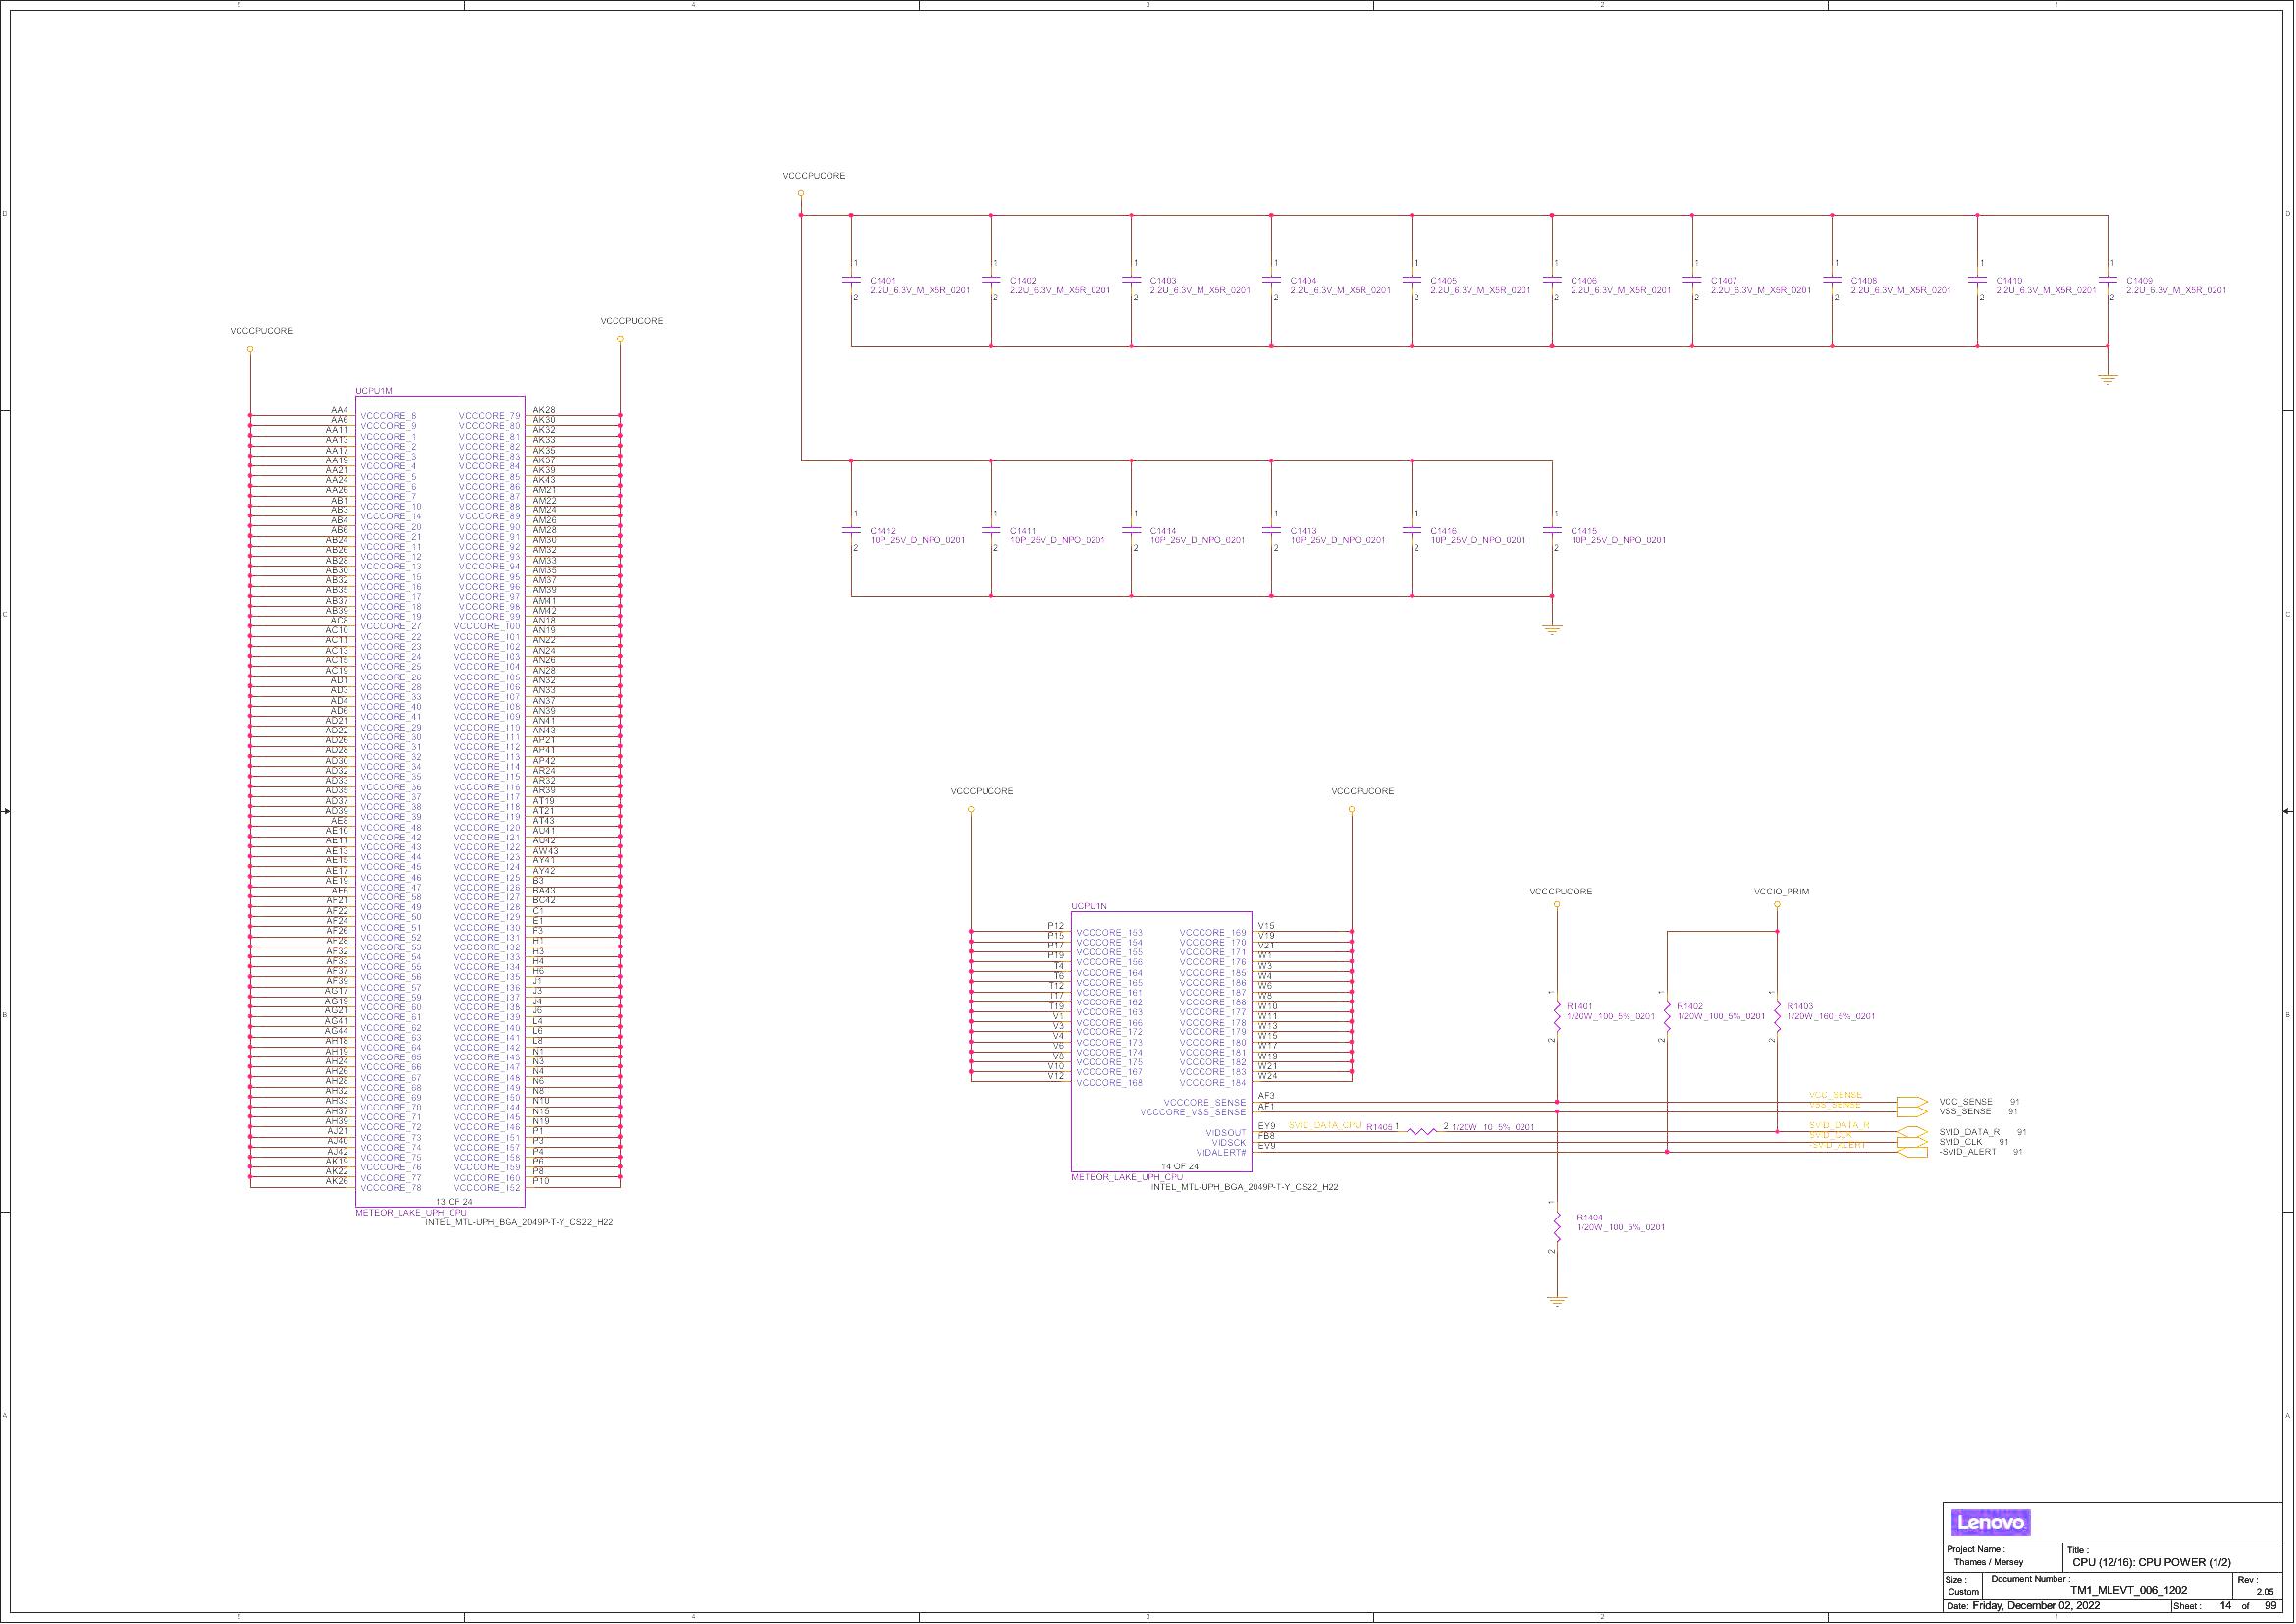 5 4 3 2 1
VCCCPUCORE
C1401 C1402 C1403 C1404 C1405 C1406 C1407 C1408 C1410 C1409
2.2U_6.3V_M_X5R_0201 2.2U_6.3V_M_X5R_0201 2.2U_6.3V_M_X5R_0201 2.2U_6.3V_M_X5R_0201 2.2U_6.3V_M_X5R_0201 2.2U_6.3V_M_X5R_0201 2.2U_6.3V_M_X5R_0201 2.2U_6.3V_M_X5R_0201 2.2U_6.3V_M_X5R_0201 2.2U_6.3V_M_X5R_0201
C1412 C1411 C1414 C1413 C1416 C1415
10P_25V_D_NPO_0201 10P_25V_D_NPO_0201 10P_25V_D_NPO_0201 10P_25V_D_NPO_0201 10P_25V_D_NPO_0201 10P_25V_D_NPO_0201
VCCCPUCORE VCCCPUCORE
UCPU1M
AA4 VCCCORE_8 VCCCORE_79 AK28
AA6 VCCCORE_9 VCCCORE_80 AK30
AA11 VCCCORE_1 VCCCORE_81 AK32
AA13 VCCCORE_2 VCCCORE_82 AK33
AA17 VCCCORE_3 VCCCORE_83 AK35
AA19 VCCCORE_4 VCCCORE_84 AK37
AA21 VCCCORE_5 VCCCORE_85 AK39
AA24 VCCCORE_6 VCCCORE_86 AK43
AA26 VCCCORE_7 VCCCORE_87 AM21
AB1 VCCCORE_10 VCCCORE_88 AM22
AB3 VCCCORE_14 VCCCORE_89 AM24
AB4 VCCCORE_20 VCCCORE_90 AM26
AB6 VCCCORE_21 VCCCORE_91 AM28
AB24 VCCCORE_11 VCCCORE_92 AM30
AB26 VCCCORE_12 VCCCORE_93 AM32
AB28 VCCCORE_13 VCCCORE_94 AM33
AB30 VCCCORE_15 VCCCORE_95 AM35
AB32 VCCCORE_16 VCCCORE_96 AM37
AB35 VCCCORE_17 VCCCORE_97 AM39
AB37 VCCCORE_18 VCCCORE_98 AM41
AB39 VCCCORE_19 VCCCORE_99 AM42
AC8 VCCCORE_27 VCCCORE_100 AN18
AC10 VCCCORE_22 VCCCORE_101 AN19
AC11 VCCCORE_23 VCCCORE_102 AN22
AC13 VCCCORE_24 VCCCORE_103 AN24
AC15 VCCCORE_25 VCCCORE_104 AN26
AC19 VCCCORE_26 VCCCORE_105 AN28
AD1 VCCCORE_28 VCCCORE_106 AN32
AD3 VCCCORE_33 VCCCORE_107 AN33
AD4 VCCCORE_40 VCCCORE_108 AN37
AD6 VCCCORE_41 VCCCORE_109 AN39
AD21 VCCCORE_29 VCCCORE_110 AN41
AD22 VCCCORE_30 VCCCORE_111 AN43
AD26 VCCCORE_31 VCCCORE_112 AP21
AD28 VCCCORE_32 VCCCORE_113 AP41
AD30 VCCCORE_34 VCCCORE_114 AP42
AD32 VCCCORE_35 VCCCORE_115 AR24
AD33 VCCCORE_36 VCCCORE_116 AR32
AD35 VCCCORE_37 VCCCORE_117 AR39
AD37 VCCCORE_38 VCCCORE_118 AT19
AD39 VCCCORE_39 VCCCORE_119 AT21
AE8 VCCCORE_48 VCCCORE_120 AT43
AE10 VCCCORE_42 VCCCORE_121 AU41
AE11 VCCCORE_43 VCCCORE_122 AU42
AE13 VCCCORE_44 VCCCORE_123 AW43
AE15 VCCCORE_45 VCCCORE_124 AY41
AE17 VCCCORE_46 VCCCORE_125 AY42
AE19 VCCCORE_47 VCCCORE_126 B3
AF6 VCCCORE_58 VCCCORE_127 BA43
AF21 VCCCORE_49 VCCCORE_128 BC42
AF22 VCCCORE_50 VCCCORE_129 C1
AF24 VCCCORE_51 VCCCORE_130 E1
AF26 VCCCORE_52 VCCCORE_131 F3
AF28 VCCCORE_53 VCCCORE_132 H1
AF32 VCCCORE_54 VCCCORE_133 H3
AF33 VCCCORE_55 VCCCORE_134 H4
AF37 VCCCORE_56 VCCCORE_135 H6
AF39 VCCCORE_57 VCCCORE_136 J1
AG17 VCCCORE_59 VCCCORE_137 J3
AG19 VCCCORE_60 VCCCORE_138 J4
AG21 VCCCORE_61 VCCCORE_139 J6
AG41 VCCCORE_62 VCCCORE_140 L4
AG44 VCCCORE_63 VCCCORE_141 L6
AH18 VCCCORE_64 VCCCORE_142 L8
AH19 VCCCORE_65 VCCCORE_143 N1
AH24 VCCCORE_66 VCCCORE_147 N3
AH26 VCCCORE_67 VCCCORE_148 N4
AH28 VCCCORE_68 VCCCORE_149 N6
AH32 VCCCORE_69 VCCCORE_150 N8
AH33 VCCCORE_70 VCCCORE_144 N10
AH37 VCCCORE_71 VCCCORE_145 N15
AH39 VCCCORE_72 VCCCORE_146 N19
AJ21 VCCCORE_73 VCCCORE_151 P1
AJ40 VCCCORE_74 VCCCORE_157 P3
AJ42 VCCCORE_75 VCCCORE_158 P4
AK19 VCCCORE_76 VCCCORE_159 P6
AK22 VCCCORE_77 VCCCORE_160 P8
AK26 VCCCORE_78 VCCCORE_152 P10
13 OF 24
METEOR_LAKE_UPH_CPU
INTEL_MTL-UPH_BGA_2049P-T-Y_CS22_H22
VCCCPUCORE VCCCPUCORE
UCPU1N
P12 VCCCORE_153 VCCCORE_169 V15
P15 VCCCORE_154 VCCCORE_170 V19
P17 VCCCORE_155 VCCCORE_171 V21
P19 VCCCORE_156 VCCCORE_176 W1
T4 VCCCORE_164 VCCCORE_185 W3
T6 VCCCORE_165 VCCCORE_186 W4
T12 VCCCORE_161 VCCCORE_187 W6
T17 VCCCORE_162 VCCCORE_188 W8
T19 VCCCORE_163 VCCCORE_177 W10
V1 VCCCORE_166 VCCCORE_178 W11
V3 VCCCORE_172 VCCCORE_179 W13
V4 VCCCORE_173 VCCCORE_180 W15
V6 VCCCORE_174 VCCCORE_181 W17
V8 VCCCORE_175 VCCCORE_182 W19
V10 VCCCORE_167 VCCCORE_183 W21
V12 VCCCORE_168 VCCCORE_184 W24
VCCCORE_SENSE AF3
VCCCORE_VSS_SENSE AF1
VIDSOUT EY9 SVID_DATA_CPU R1405 1 2 1/20W_10_5%_0201
VIDSCK FB8
VIDALERT# EV9
14 OF 24
METEOR_LAKE_UPH_CPU
INTEL_MTL-UPH_BGA_2049P-T-Y_CS22_H22
VCCCPUCORE VCCIO_PRIM
R1401 R1402 R1403
1/20W_100_5%_0201 1/20W_100_5%_0201 1/20W_160_5%_0201
VCC_SENSE VCC_SENSE 91
VSS_SENSE VSS_SENSE 91
SVID_DATA_R SVID_DATA_R 91
SVID_CLK SVID_CLK 91
-SVID_ALERT -SVID_ALERT 91
R1404
1/20W_100_5%_0201
Lenovo
Project Name : Title :
Thames / Mersey CPU (12/16): CPU POWER (1/2)
Size : Document Number : Rev :
Custom TM1_MLEVT_006_1202 2.05
Date: Friday, December 02, 2022 Sheet : 14 of 99
5 4 3 2 1